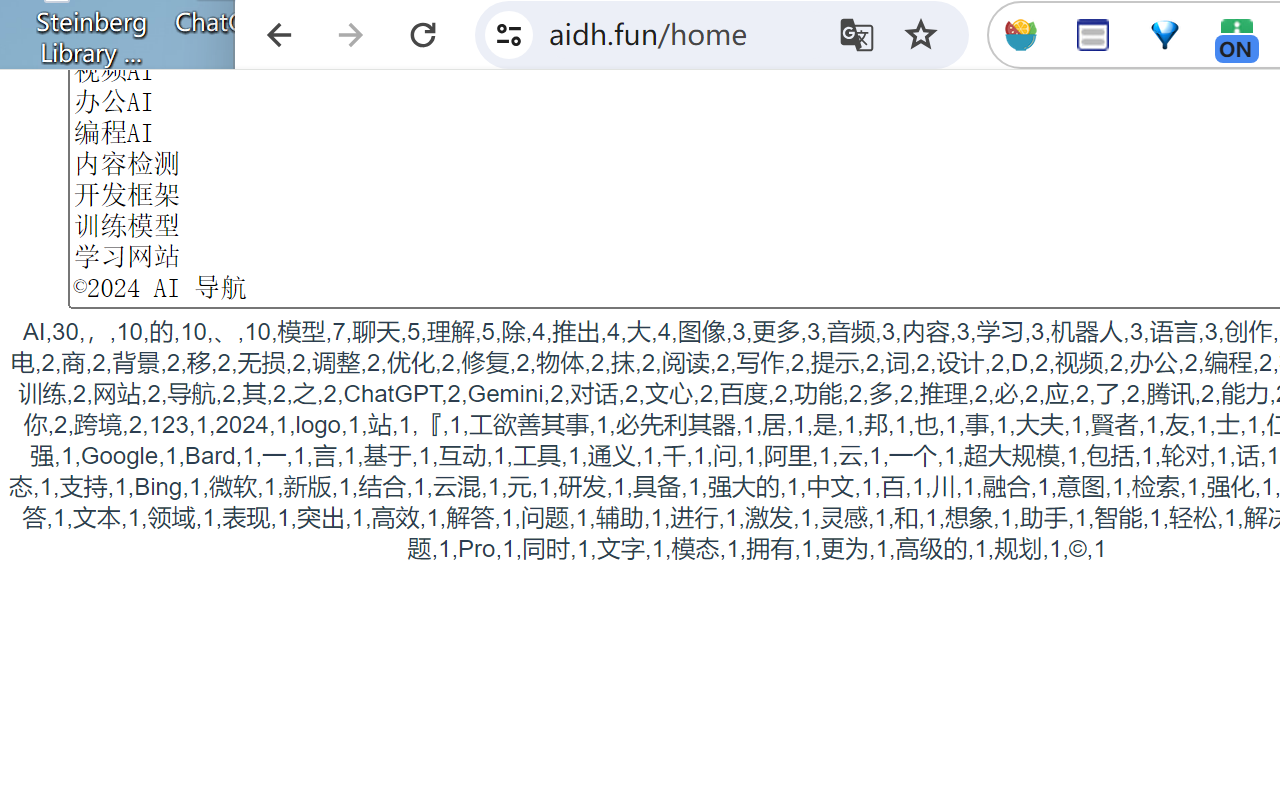 Steinberg ChatG
Library ...
aidh.fun/home
ON
视频AI
办公AI
编程AI
内容检测
开发框架
训练模型
学习网站
©2024 AI 导航
AI,30,，,10,的,10,、,10,模型,7,聊天,5,理解,5,除,4,推出,4,大,4,图像,3,更多,3,音频,3,内容,3,学习,3,机器人,3,语言,3,创作,
电,2,商,2,背景,2,移,2,无损,2,调整,2,优化,2,修复,2,物体,2,抹,2,阅读,2,写作,2,提示,2,词,2,设计,2,D,2,视频,2,办公,2,编程,2,
训练,2,网站,2,导航,2,其,2,之,2,ChatGPT,2,Gemini,2,对话,2,文心,2,百度,2,功能,2,多,2,推理,2,必,2,应,2,了,2,腾讯,2,能力,2
你,2,跨境,2,123,1,2024,1,logo,1,站,1,『,1,工欲善其事,1,必先利其器,1,居,1,是,1,邦,1,也,1,事,1,大夫,1,賢者,1,友,1,士,1,仁
强,1,Google,1,Bard,1,一,1,言,1,基于,1,互动,1,工具,1,通义,1,千,1,问,1,阿里,1,云,1,一个,1,超大规模,1,包括,1,轮对,1,话,1
态,1,支持,1,Bing,1,微软,1,新版,1,结合,1,云混,1,元,1,研发,1,具备,1,强大的,1,中文,1,百,1,川,1,融合,1,意图,1,检索,1,强化,1,
答,1,文本,1,领域,1,表现,1,突出,1,高效,1,解答,1,问题,1,辅助,1,进行,1,激发,1,灵感,1,和,1,想象,1,助手,1,智能,1,轻松,1,解决
题,1,Pro,1,同时,1,文字,1,模态,1,拥有,1,更为,1,高级的,1,规划,1,©,1